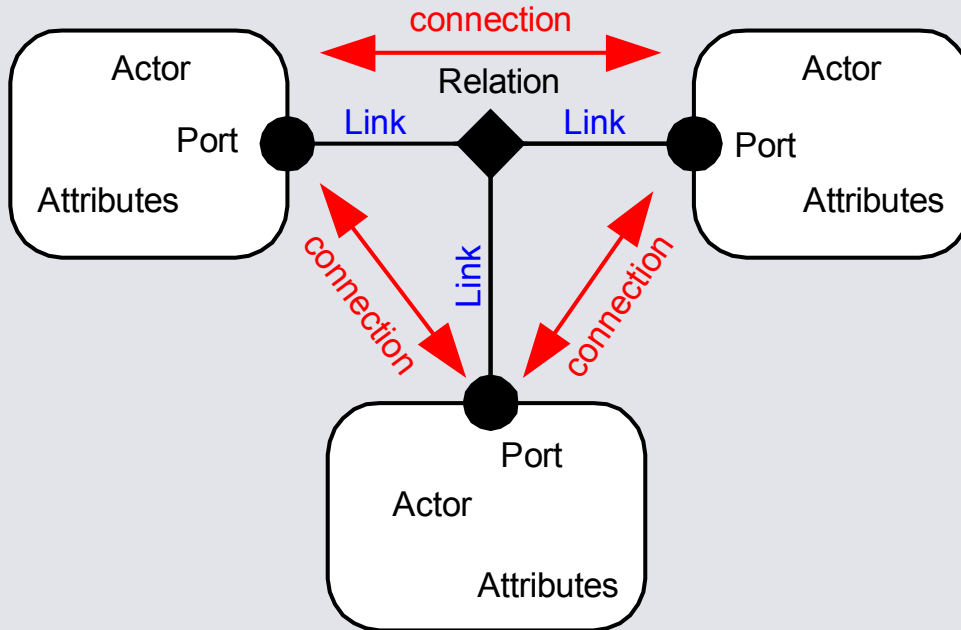 connection
Actor
Relation
Actor
Port
Link
Link
Port
Attributes
Attributes
connection
Link
connection
Port
Actor
Attributes